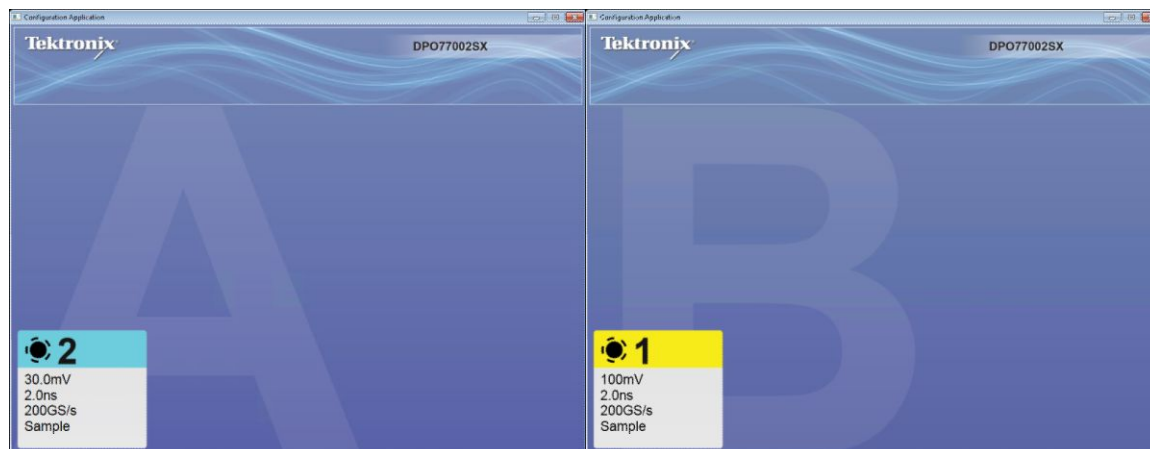 Configuration Application
Tektronix
DPO77002SX
A
2
30.0mV
2.0ns
200GS/s
Sample
Configuration Application
Tektronix
DPO77002SX
B
1
100mV
2.0ns
200GS/s
Sample